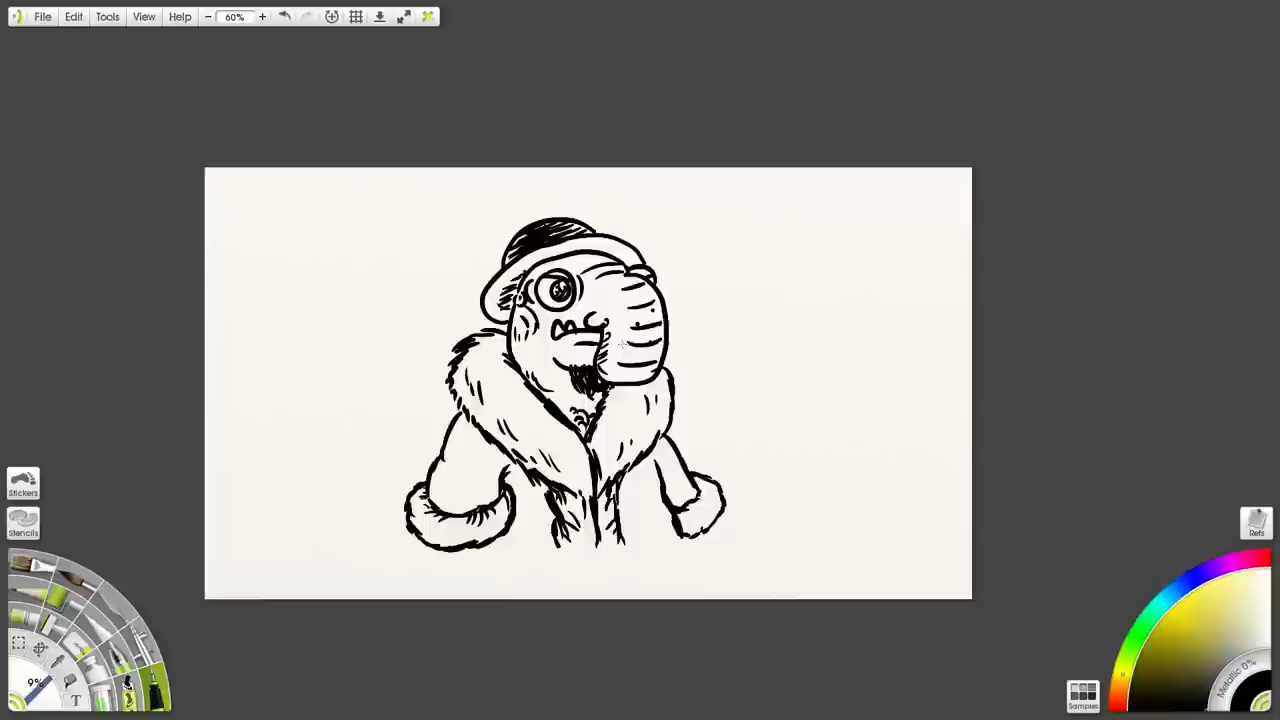 File Edit Tools View Help − 60% +
Stickers
Stencils
Refs
9%
T
Metallic 0%
Samples